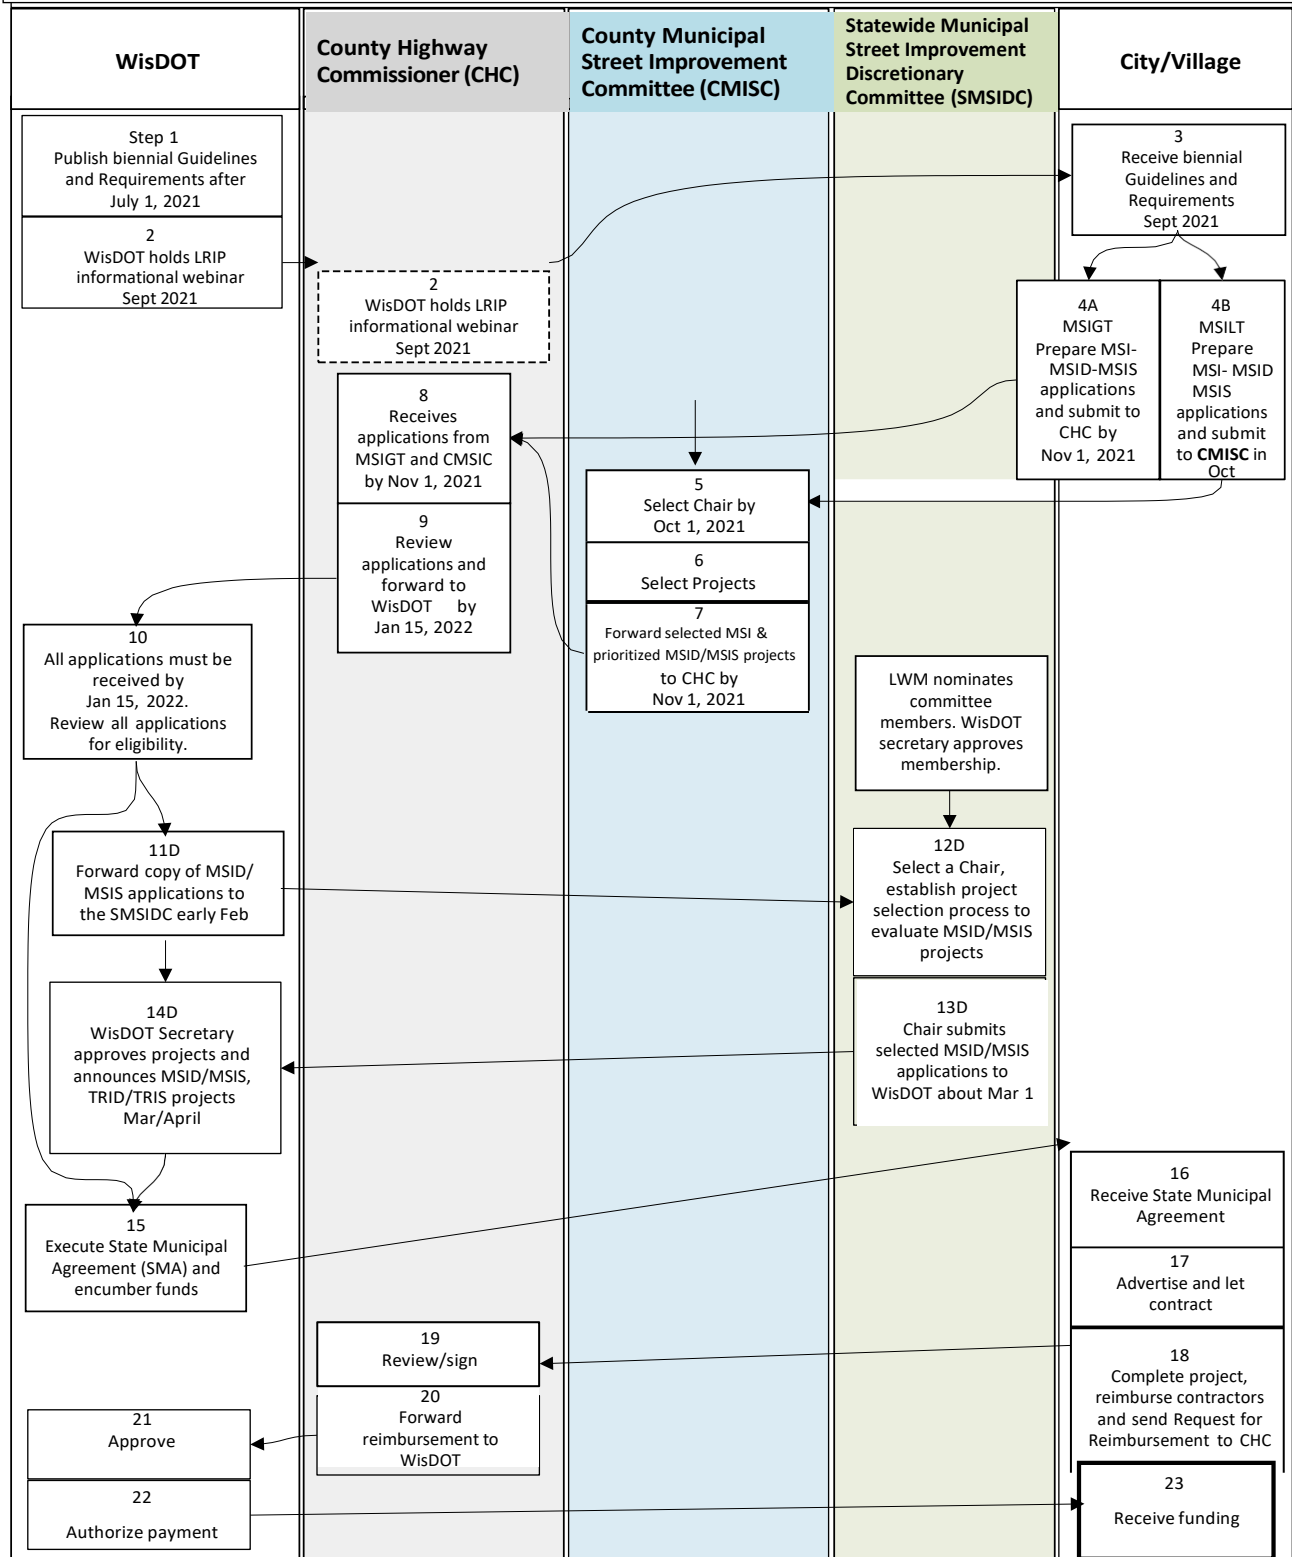 WisDOT
County Highway
Commissioner (CHC)
County Municipal
Street Improvement
Committee (CMISC)
Statewide Municipal
Street Improvement
Discretionary
Committee (SMSIDC)
City/Village
Step 1
Publish biennial Guidelines
and Requirements after
July 1, 2021
2
WisDOT holds LRIP
informational webinar
Sept 2021
2
WisDOT holds LRIP
informational webinar
Sept 2021
3
Receive biennial
Guidelines and
Requirements
Sept 2021
4A
MSIGT
Prepare MSI-
MSID-MSIS
applications
and submit to
CHC by
Nov 1, 2021
4B
MSILT
Prepare
MSI- MSID
MSIS
applications
and submit
to CMISC in
Oct
8
Receives
applications from
MSIGT and CMSIC
by Nov 1, 2021
9
Review
applications and
forward to
WisDOT by
Jan 15, 2022
5
Select Chair by
Oct 1, 2021
6
Select Projects
7
Forward selected MSI &
prioritized MSID/MSIS projects
to CHC by
Nov 1, 2021
10
All applications must be
received by
Jan 15, 2022.
Review all applications
for eligibility.
LWM nominates
committee
members. WisDOT
secretary approves
membership.
11D
Forward copy of MSID/
MSIS applications to
the SMSIDC early Feb
12D
Select a Chair,
establish project
selection process to
evaluate MSID/MSIS
projects
13D
Chair submits
selected MSID/MSIS
applications to
WisDOT about Mar 1
14D
WisDOT Secretary
approves projects and
announces MSID/MSIS,
TRID/TRIS projects
Mar/April
15
Execute State Municipal
Agreement (SMA) and
encumber funds
16
Receive State Municipal
Agreement
17
Advertise and let
contract
18
Complete project,
reimburse contractors
and send Request for
Reimbursement to CHC
19
Review/sign
20
Forward
reimbursement to
WisDOT
21
Approve
22
Authorize payment
23
Receive funding